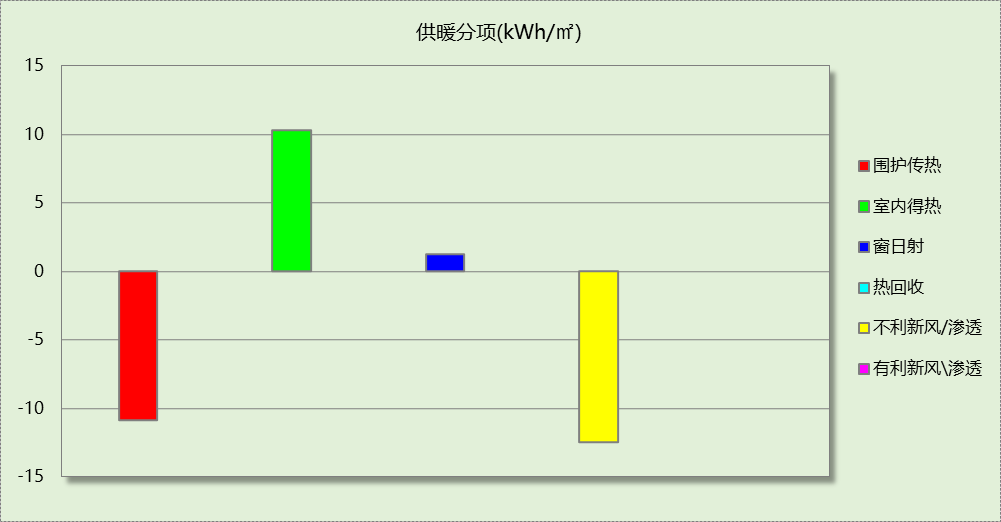 供暖分项(kWh/㎡)
15
10
5
0
-5
-10
-15
围护传热
室内得热
窗日射
热回收
不利新风/渗透
有利新风\渗透